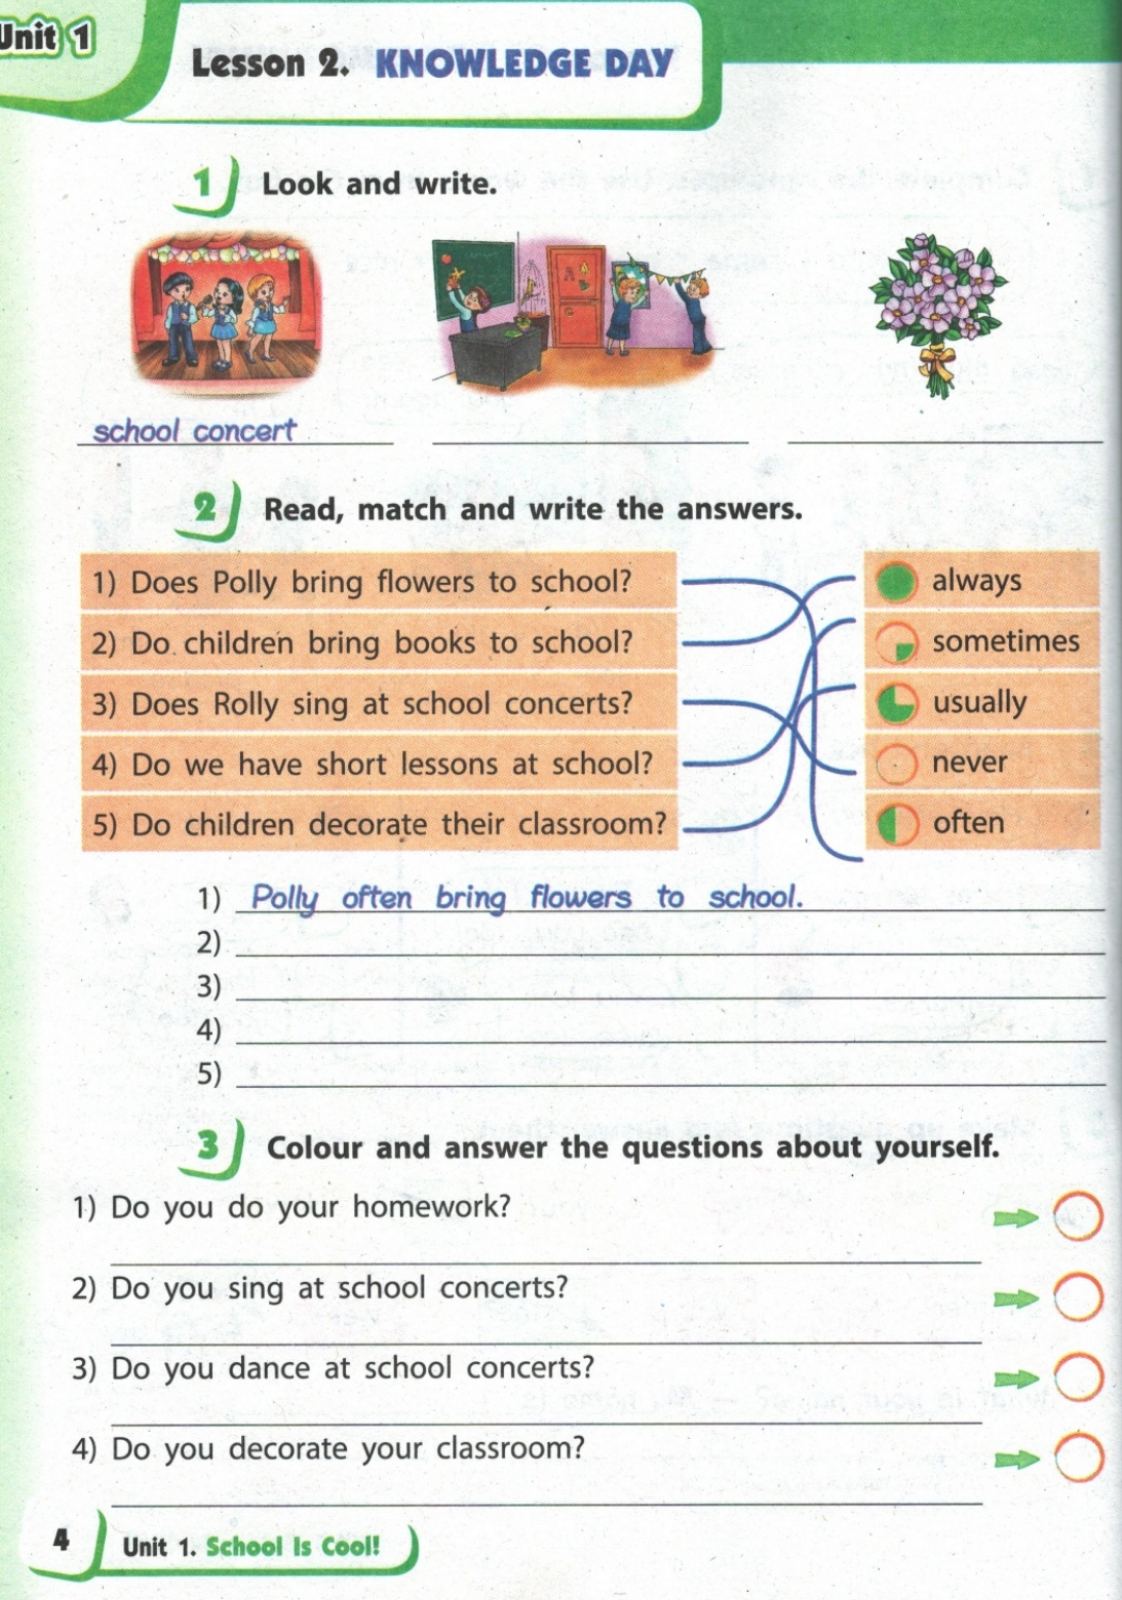 Unit 1
Lesson 2. KNOWLEDGE DAY
1 Look and write.
school concert
2 Read, match and write the answers.
1) Does Polly bring flowers to school?
always
2) Do children bring books to school?
sometimes
3) Does Rolly sing at school concerts?
usually
4) Do we have short lessons at school?
never
5) Do children decorate their classroom?
often
1) Polly often bring flowers to school.
2)
3)
4)
5)
3 Colour and answer the questions about yourself.
1) Do you do your homework?
2) Do you sing at school concerts?
3) Do you dance at school concerts?
4) Do you decorate your classroom?
4 Unit 1. School Is Cool!